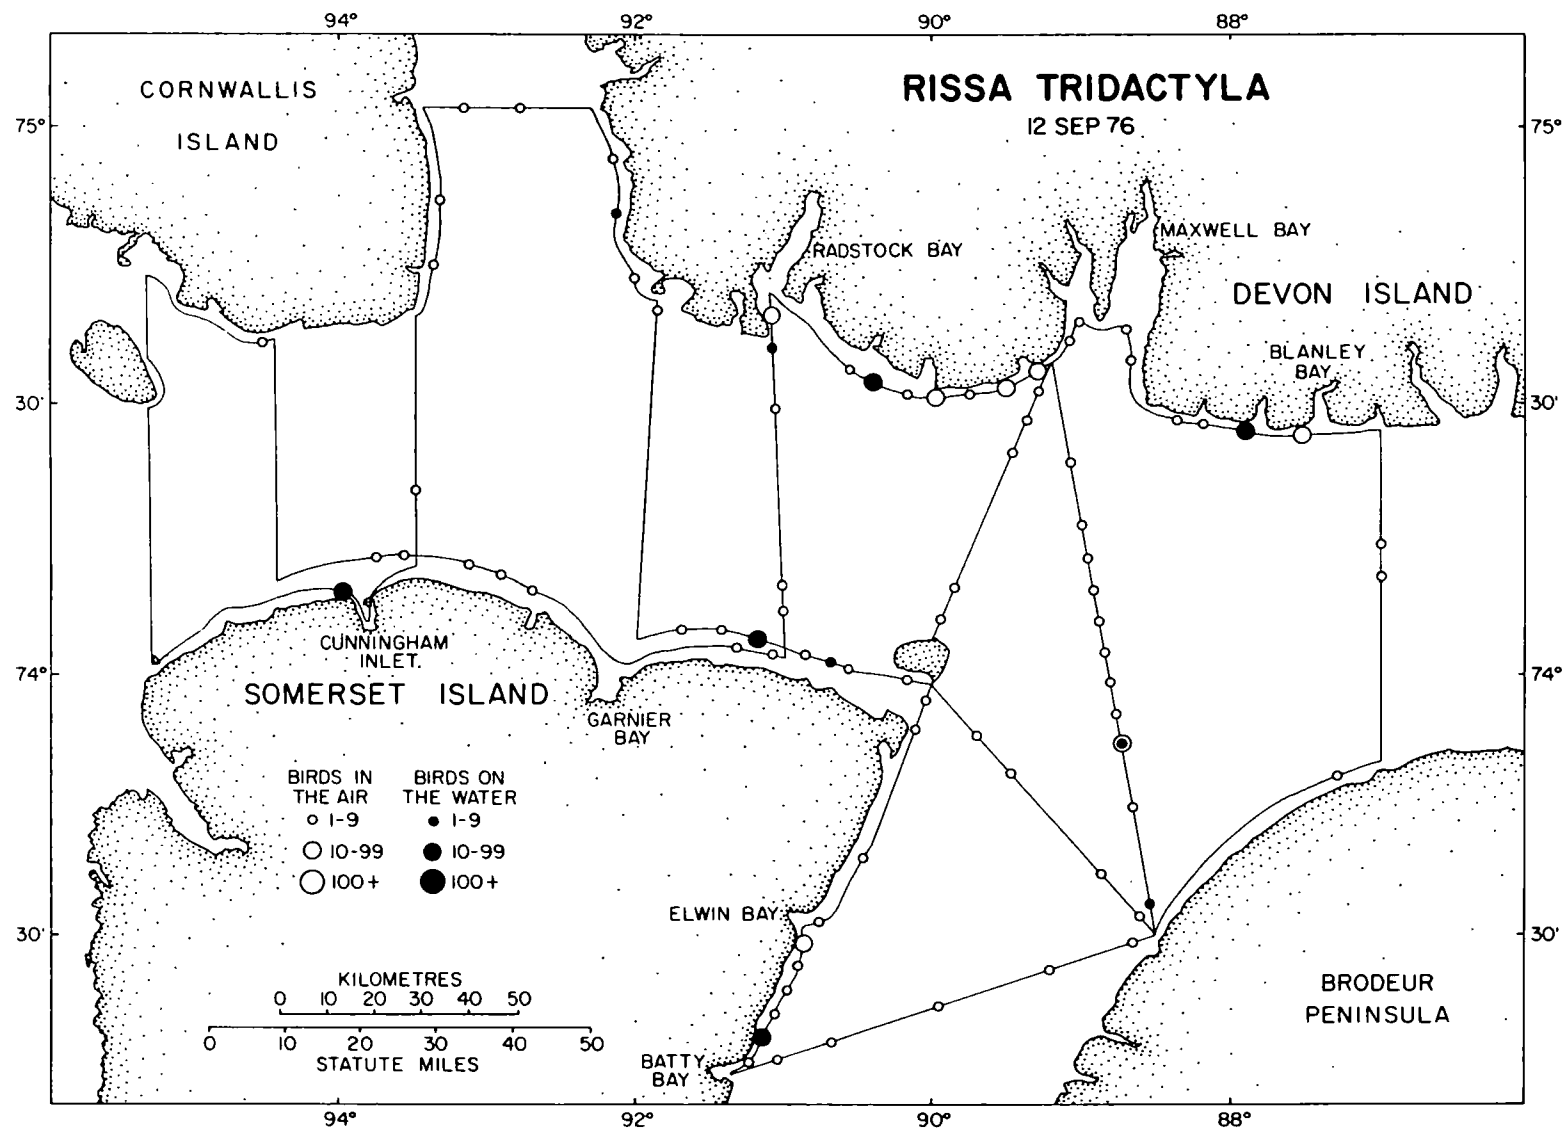 94° 92° 90° 88°
CORNWALLIS
ISLAND
RISSA TRIDACTYLA
12 SEP 76
75° 75°
RADSTOCK BAY
MAXWELL BAY
DEVON ISLAND
BLANLEY
BAY
30' 30'
CUNNINGHAM
INLET.
74° 74°
SOMERSET ISLAND
GARNIER
BAY
BIRDS IN
THE AIR
1-9
10-99
100+
BIRDS ON
THE WATER
1-9
10-99
100+
ELWIN BAY
30' 30'
KILOMETRES
0 10 20 30 40 50
0 10 20 30 40 50
STATUTE MILES
BATTY
BAY
BRODEUR
PENINSULA
94° 92° 90° 88°